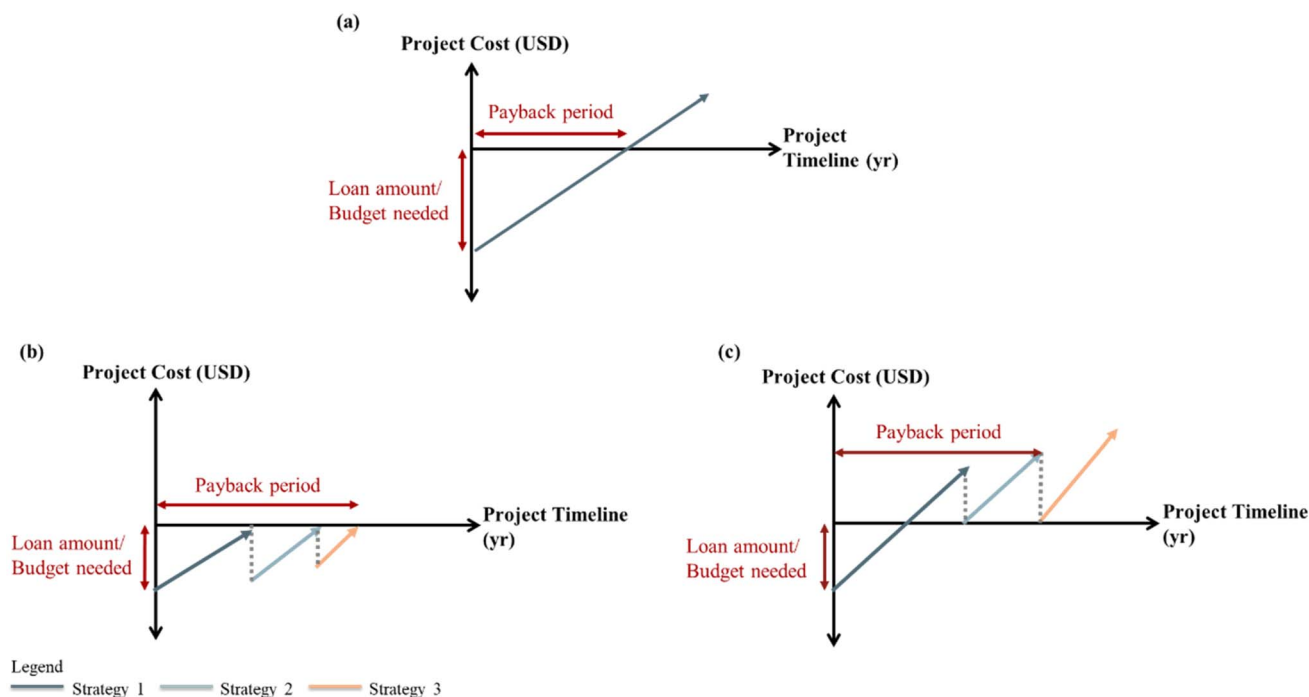 (a)
Project Cost (USD)
Payback period
Project
Timeline (yr)
Loan amount/
Budget needed
(b)
Project Cost (USD)
Payback period
Project Timeline
(yr)
Loan amount/
Budget needed
(c)
Project Cost (USD)
Payback period
Project Timeline
(yr)
Loan amount/
Budget needed
Legend
Strategy 1
Strategy 2
Strategy 3